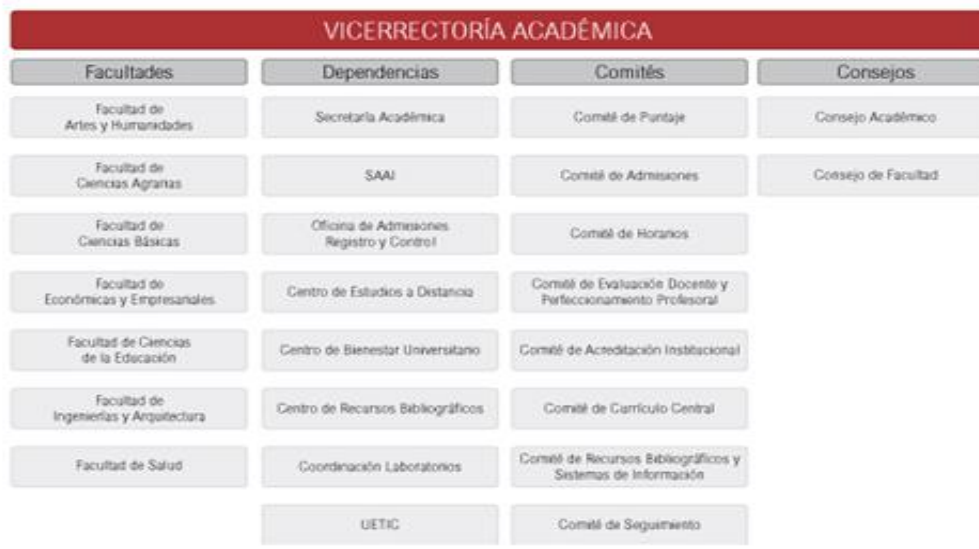 VICERRECTORÍA ACADÉMICA
Facultades
Dependencias
Comités
Consejos
Facultad de
Artes y Humanidades
Secretaría Académica
Comité de Puntaje
Consejo Académico
Facultad de
Ciencias Agrarias
SAAI
Comité de Admisiones
Consejo de Facultad
Facultad de
Ciencias Básicas
Oficina de Admisiones
Registro y Control
Comité de Horarios
Facultad de
Económicas y Empresariales
Centro de Estudios a Distancia
Comité de Evaluación Docente y
Perfeccionamiento Profesoral
Facultad de Ciencias
de la Educación
Centro de Bienestar Universitario
Comité de Acreditación Institucional
Facultad de
Ingenierías y Arquitectura
Centro de Recursos Bibliográficos
Comité de Currículo Central
Facultad de Salud
Coordinación Laboratorios
Comité de Recursos Bibliográficos y
Sistemas de Información
UETIC
Comité de Seguimiento